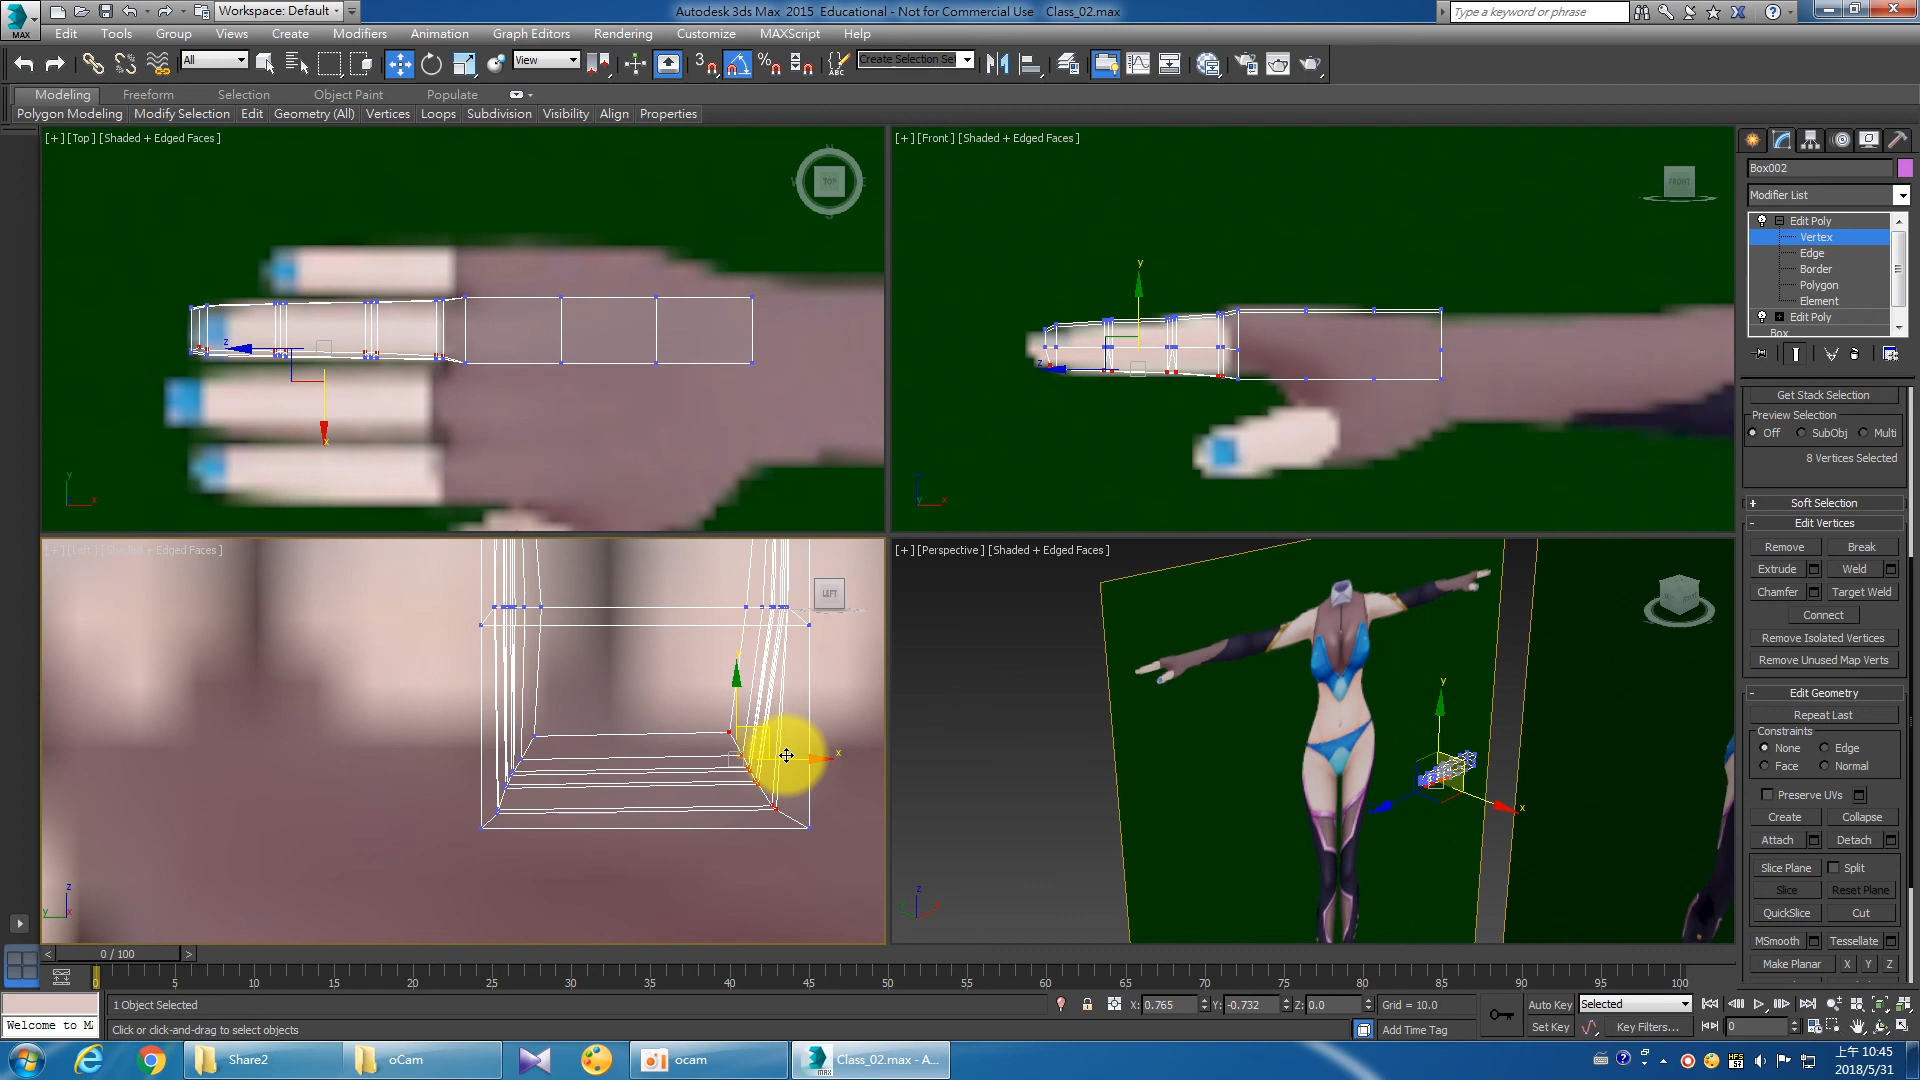 MAX
Workspace: Default
Autodesk 3ds Max 2015 Educational - Not for Commercial Use Class_02.max
Type a keyword or phrase
Edit Tools Group Views Create Modifiers Animation Graph Editors Rendering Customize MAXScript Help
All
View
3
ABC
Create Selection Se
Modeling Freeform Selection Object Paint Populate
Polygon Modeling Modify Selection Edit Geometry (All) Vertices Loops Subdivision Visibility Align Properties
[+] [Top] [Shaded + Edged Faces]
TOP
[+] [Front] [Shaded + Edged Faces]
FRONT
Box002
Modifier List
Edit Poly
Vertex
Edge
Border
Polygon
Element
Edit Poly
Box
Get Stack Selection
Preview Selection
Off SubObj Multi
8 Vertices Selected
+ Soft Selection
- Edit Vertices
Remove Break
Extrude Weld
Chamfer Target Weld
Connect
Remove Isolated Vertices
Remove Unused Map Verts
- Edit Geometry
Repeat Last
Constraints
None Edge
Face Normal
Preserve UVs
Create Collapse
Attach Detach
Slice Plane Split
Slice Reset Plane
QuickSlice Cut
MSmooth Tessellate
Make Planar X Y Z
[+] [Left] [Shaded + Edged Faces]
LEFT
[+] [Perspective] [Shaded + Edged Faces]
< 0 / 100 >
0 5 10 15 20 25 30 35 40 45 50 55 60 65 70 75 80 85 90 95 100
1 Object Selected
X: 0.765 Y: -0.732 Z: 0.0 Grid = 10.0
Auto Key Selected
Welcome to M
Click or click-and-drag to select objects
Add Time Tag
Set Key Key Filters... 0
Share2 oCam ocam Class_02.max - A...
上午 10:45
2018/5/31